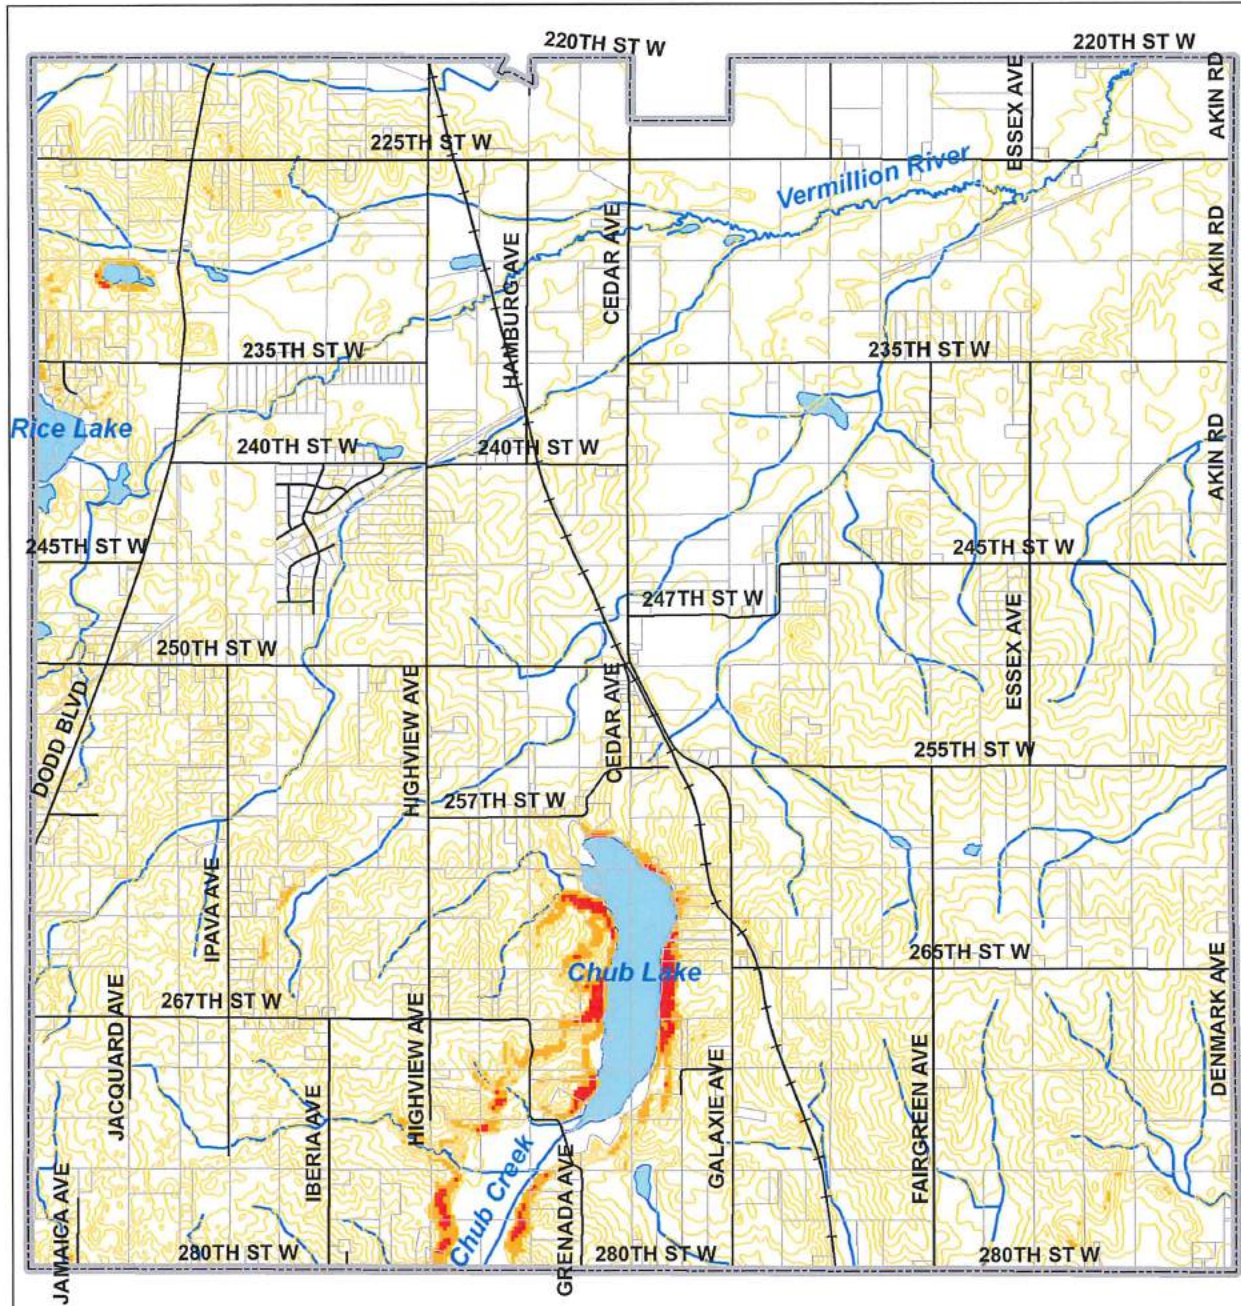 220TH ST W
220TH ST W
ESSEX AVE
AKIN RD
225TH ST W
Vermillion River
AKIN RD
HAMBURG AVE
CEDAR AVE
235TH ST W
235TH ST W
Rice Lake
240TH ST W
240TH ST W
AKIN RD
245TH ST W
245TH ST W
247TH ST W
250TH ST W
ESSEX AVE
DODD BLVD
HIGHVIEW AVE
CEDAR AVE
255TH ST W
257TH ST W
IPAVA AVE
265TH ST W
Chub Lake
267TH ST W
JACQUARD AVE
HIGHVIEW AVE
DENMARK AVE
IBERIA AVE
GALAXIE AVE
FAIRGREEN AVE
Chub Creek
JAMAICA AVE
GRENADA AVE
280TH ST W
280TH ST W
280TH ST W